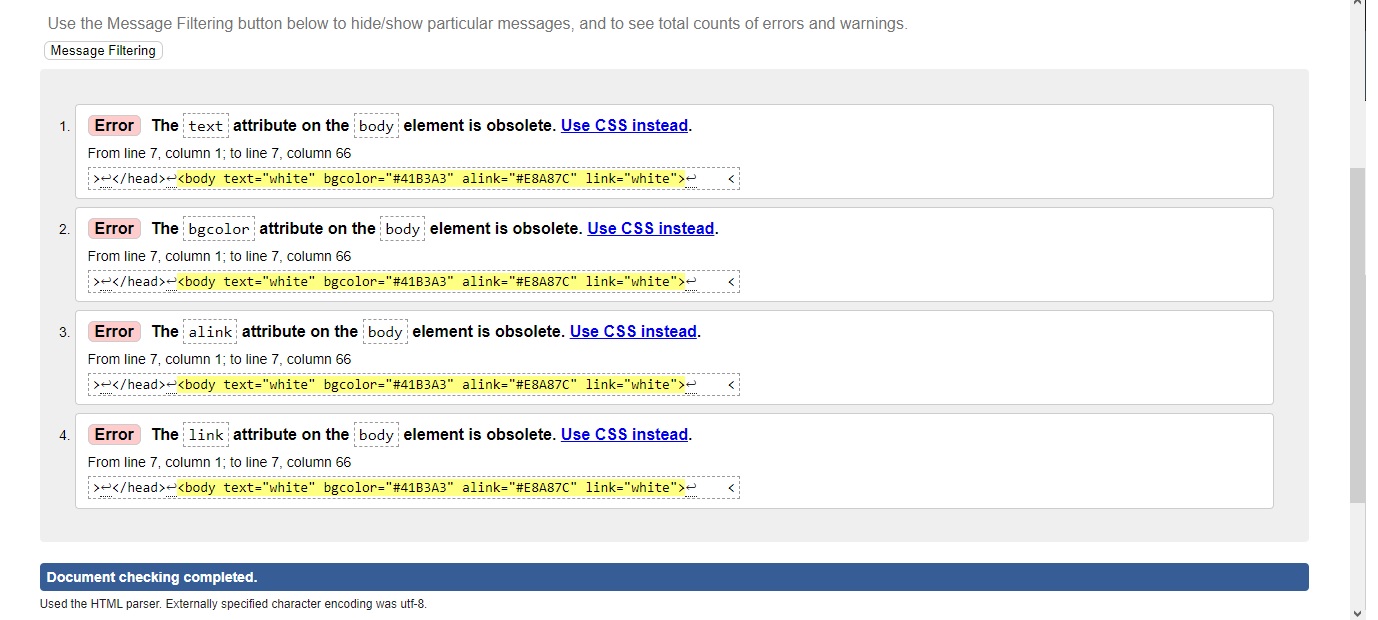 Use the Message Filtering button below to hide/show particular messages, and to see total counts of errors and warnings.
Message Filtering
1. Error The text attribute on the body element is obsolete. Use CSS instead.
From line 7, column 1; to line 7, column 66
>↩</head>↩<body text="white" bgcolor="#41B3A3" alink="#E8A87C" link="white">↩    <
2. Error The bgcolor attribute on the body element is obsolete. Use CSS instead.
From line 7, column 1; to line 7, column 66
>↩</head>↩<body text="white" bgcolor="#41B3A3" alink="#E8A87C" link="white">↩    <
3. Error The alink attribute on the body element is obsolete. Use CSS instead.
From line 7, column 1; to line 7, column 66
>↩</head>↩<body text="white" bgcolor="#41B3A3" alink="#E8A87C" link="white">↩    <
4. Error The link attribute on the body element is obsolete. Use CSS instead.
From line 7, column 1; to line 7, column 66
>↩</head>↩<body text="white" bgcolor="#41B3A3" alink="#E8A87C" link="white">↩    <
Document checking completed.
Used the HTML parser. Externally specified character encoding was utf-8.